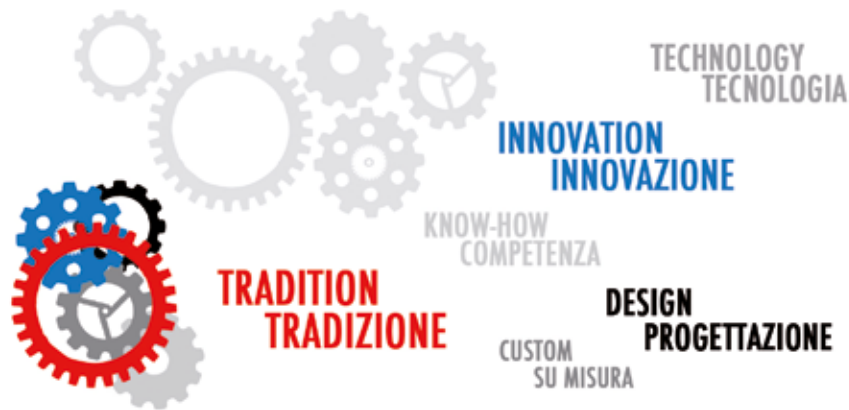 TECHNOLOGY
TECNOLOGIA
INNOVATION
INNOVAZIONE
KNOW-HOW
COMPETENZA
TRADITION
TRADIZIONE
DESIGN
PROGETTAZIONE
CUSTOM
SU MISURA